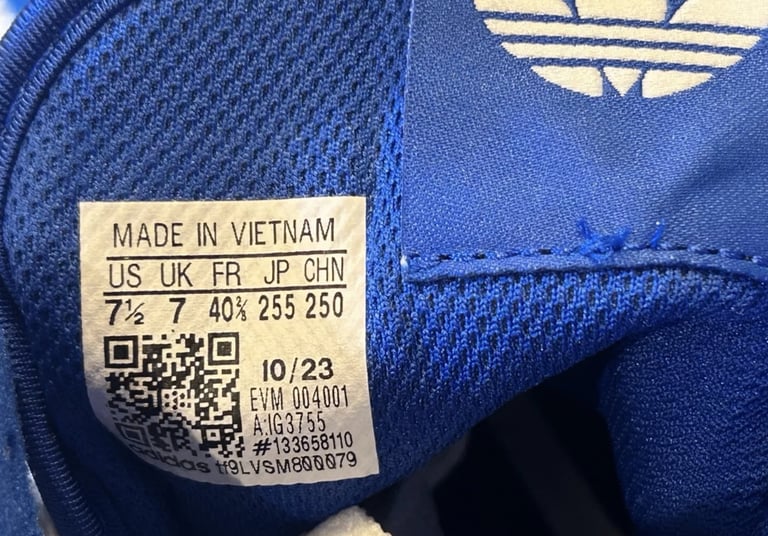 MADE IN VIETNAM
US UK FR JP CHN
7½ 7 40⅔ 255 250
10/23
EVM 004001
A:IG3755
#133658110
adidas